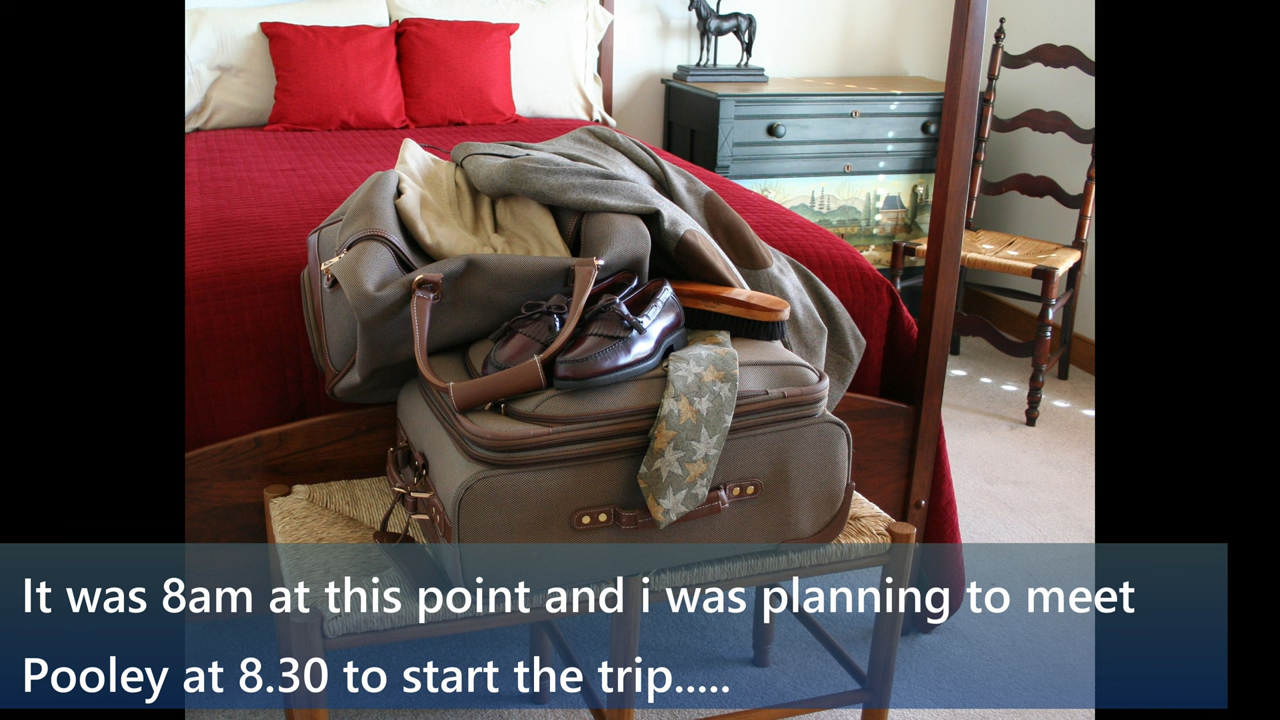 It was 8am at this point and i was planning to meet
Pooley at 8.30 to start the trip.....